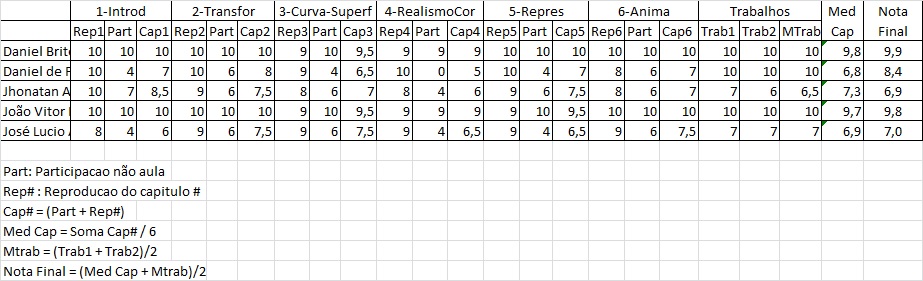 1-Introd 2-Transfor 3-Curva-Superf 4-RealismoCor 5-Repres 6-Anima Trabalhos Med Nota
Rep1 Part Cap1 Rep2 Part Cap2 Rep3 Part Cap3 Rep4 Part Cap4 Rep5 Part Cap5 Rep6 Part Cap6 Trab1 Trab2 MTrab Cap Final
Daniel Brito 10 10 10 10 10 10 9 10 9,5 9 9 9 10 10 10 10 10 10 10 10 10 9,8 9,9
Daniel de F 10 4 7 10 6 8 9 4 6,5 10 0 5 10 4 7 8 6 7 10 10 10 6,8 8,4
Jhonatan A 10 7 8,5 9 6 7,5 8 6 7 8 4 6 9 6 7,5 8 6 7 7 6 6,5 7,3 6,9
João Vitor 10 10 10 10 10 10 9 10 9,5 9 9 9 9 10 9,5 10 10 10 10 10 10 9,7 9,8
José Lucio 8 4 6 9 6 7,5 9 6 7,5 9 4 6,5 9 4 6,5 9 6 7,5 7 7 7 6,9 7,0
Part: Participacao não aula
Rep# : Reproducao do capitulo #
Cap# = (Part + Rep#)
Med Cap = Soma Cap# / 6
Mtrab = (Trab1 + Trab2)/2
Nota Final = (Med Cap + Mtrab)/2